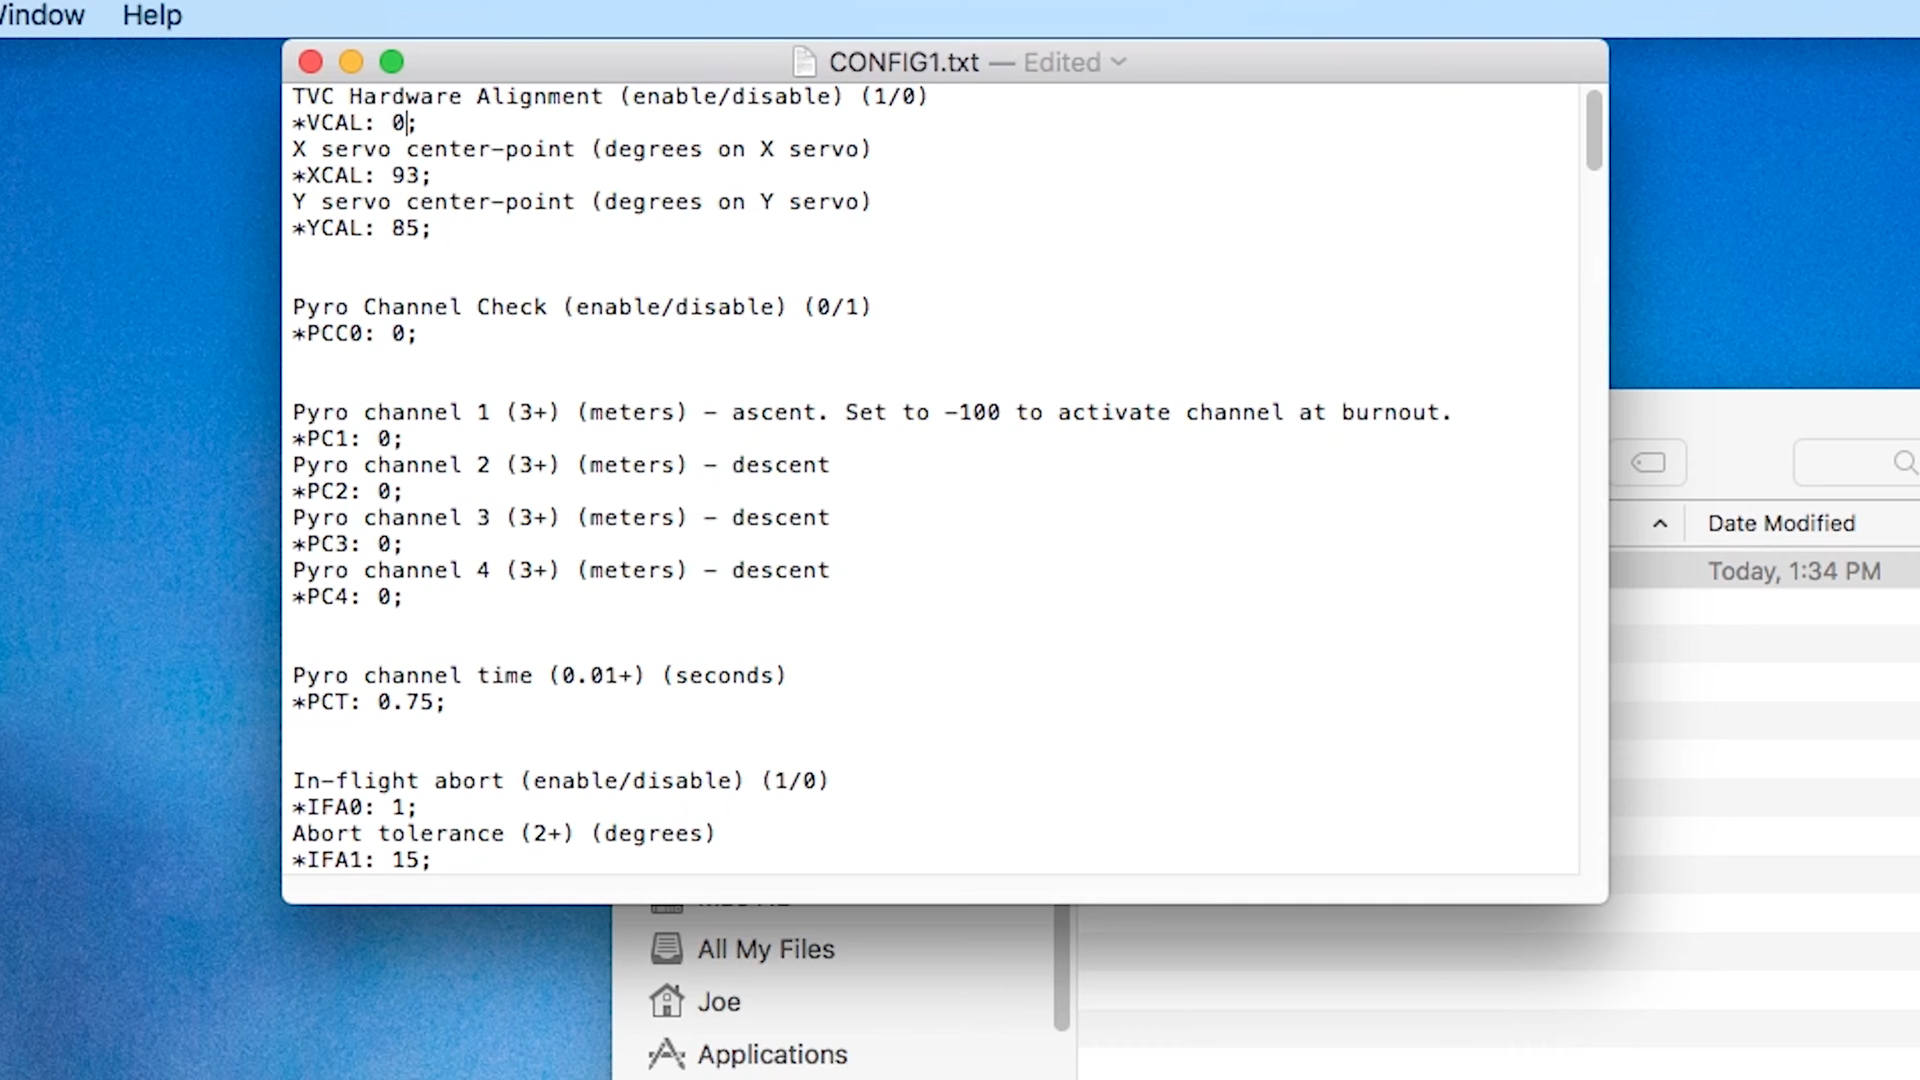 Window Help
CONFIG1.txt — Edited
TVC Hardware Alignment (enable/disable) (1/0)
*VCAL: 0;
X servo center-point (degrees on X servo)
*XCAL: 93;
Y servo center-point (degrees on Y servo)
*YCAL: 85;
Pyro Channel Check (enable/disable) (0/1)
*PCC0: 0;
Pyro channel 1 (3+) (meters) - ascent. Set to -100 to activate channel at burnout.
*PC1: 0;
Pyro channel 2 (3+) (meters) - descent
*PC2: 0;
Pyro channel 3 (3+) (meters) - descent
*PC3: 0;
Pyro channel 4 (3+) (meters) - descent
*PC4: 0;
Pyro channel time (0.01+) (seconds)
*PCT: 0.75;
In-flight abort (enable/disable) (1/0)
*IFA0: 1;
Abort tolerance (2+) (degrees)
*IFA1: 15;
Date Modified
Today, 1:34 PM
All My Files
Joe
Applications